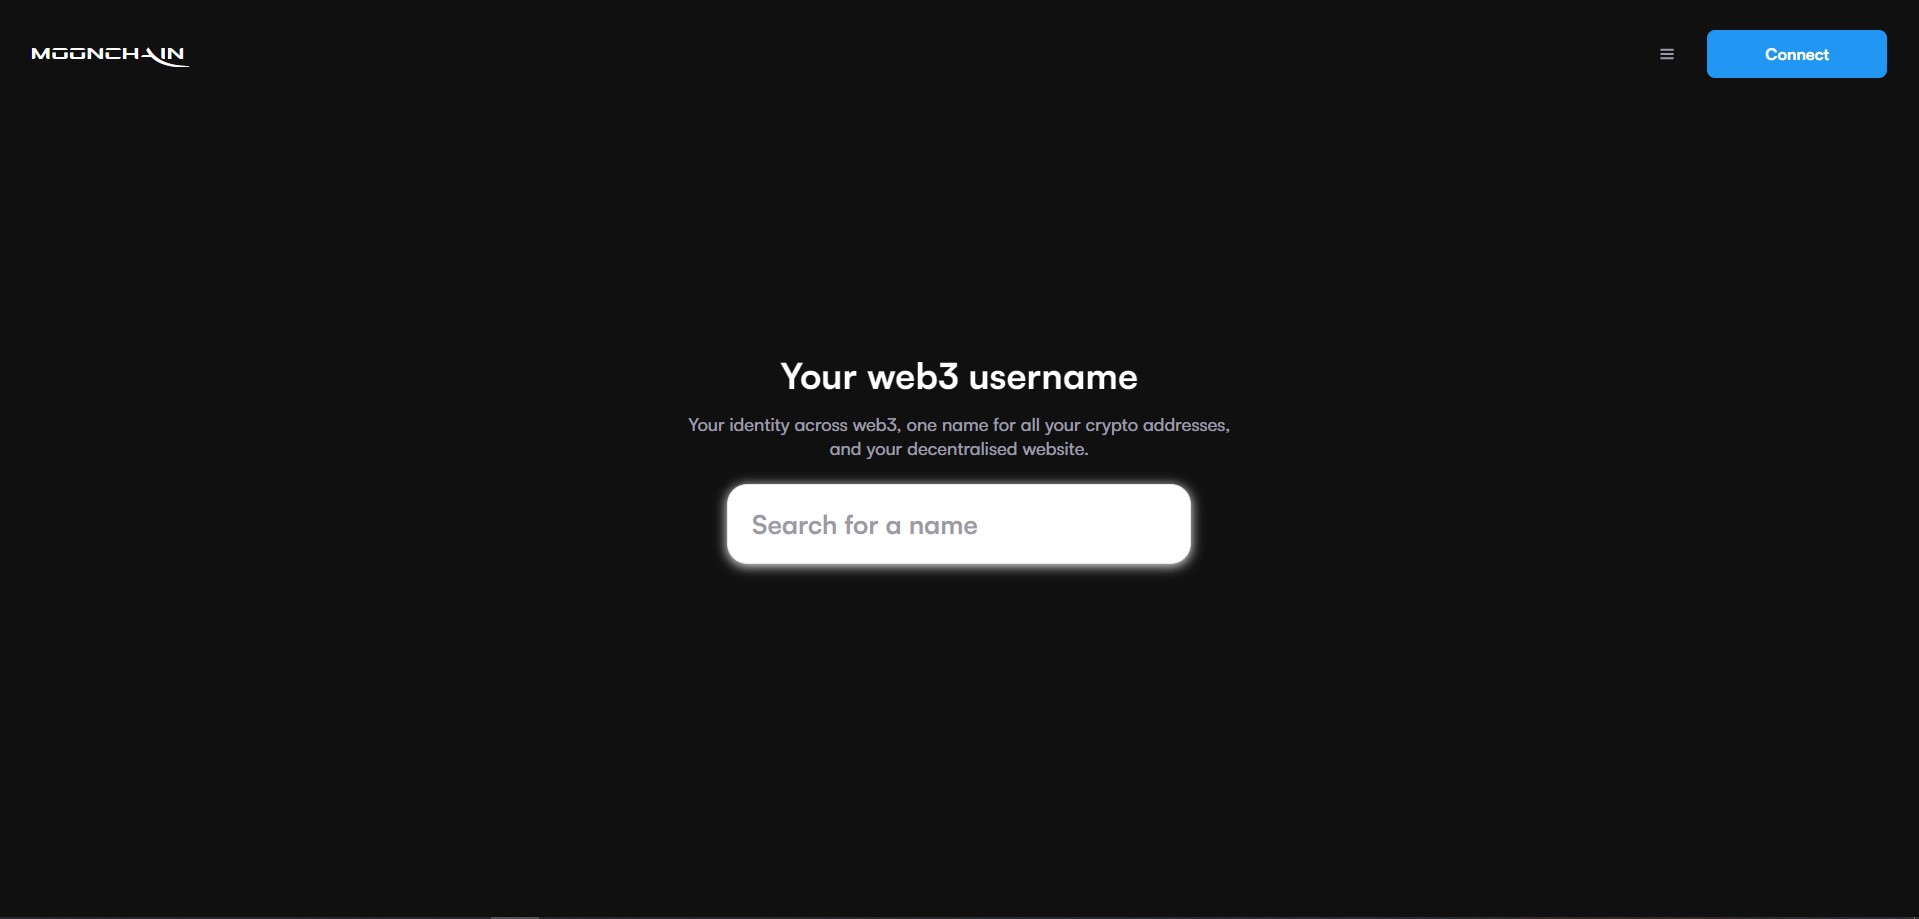 MOONCHAIN
Connect
Your web3 username
Your identity across web3, one name for all your crypto addresses,
and your decentralised website.
Search for a name